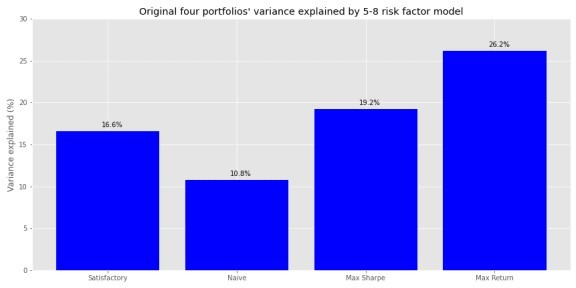 Original four portfolios' variance explained by 5-8 risk factor model
Variance explained (%)
30
25
20
15
10
5
0
16.6%
10.8%
19.2%
26.2%
Satisfactory
Naive
Max Sharpe
Max Return